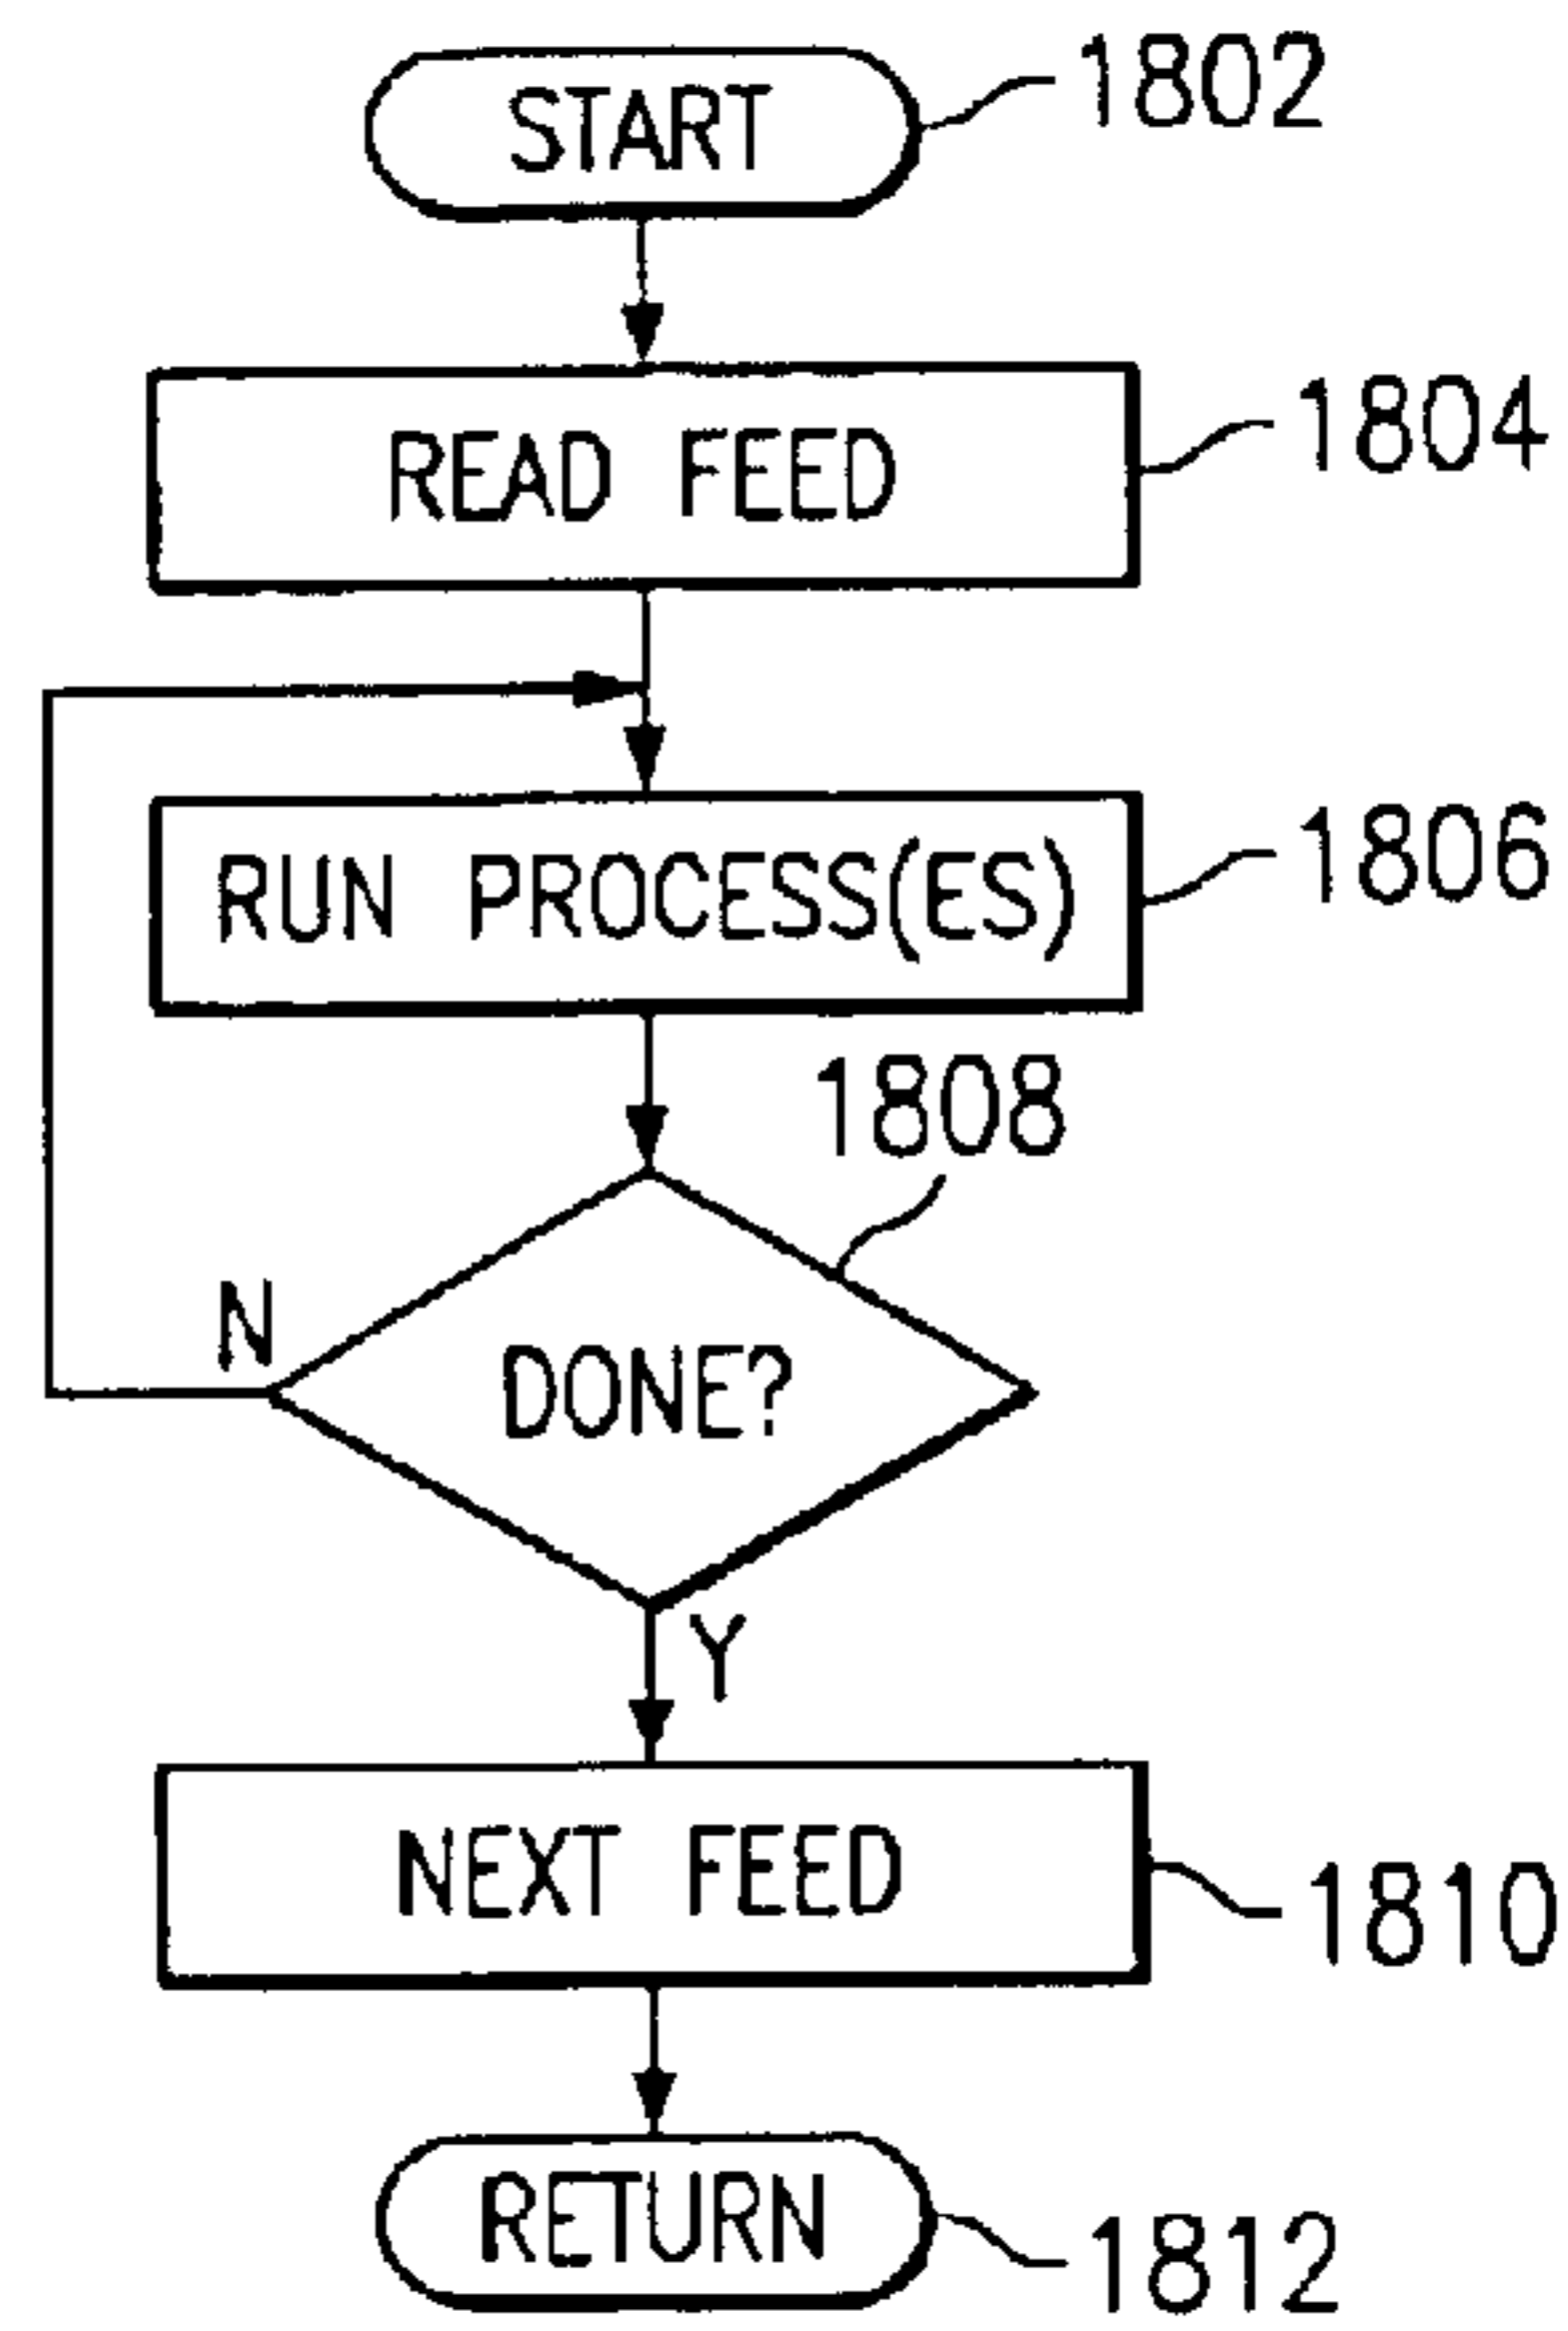 START
1802
READ FEED
1804
RUN PROCESS(ES)
1806
1808
N
DONE?
Y
NEXT FEED
1810
RETURN
1812